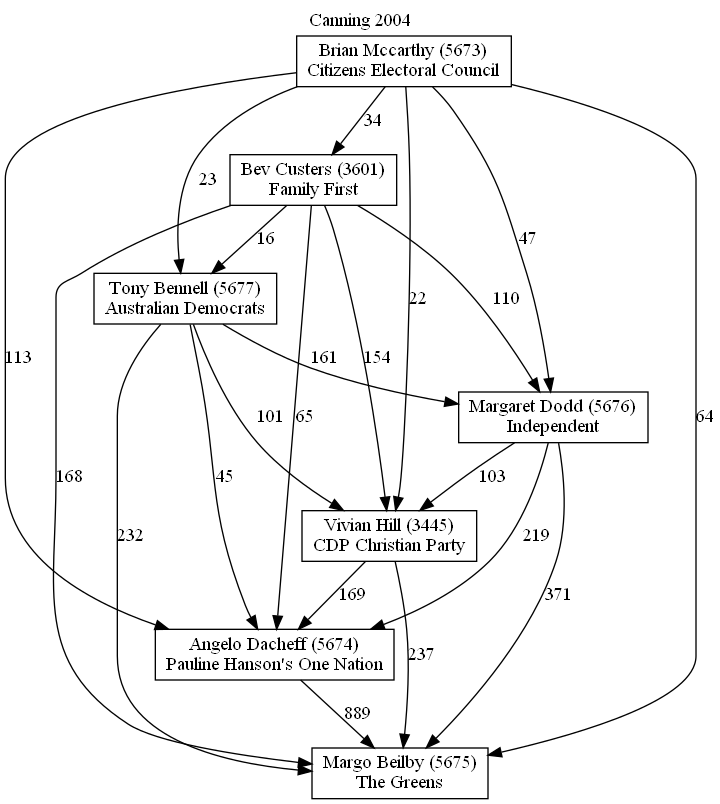 Canning 2004
Brian Mccarthy (5673)
Citizens Electoral Council
34
Bev Custers (3601)
Family First
23
16
47
22
110
Tony Bennell (5677)
Australian Democrats
113
161
154
101
65
64
Margaret Dodd (5676)
Independent
168
45
103
Vivian Hill (3445)
CDP Christian Party
232
219
169
371
Angelo Dacheff (5674)
Pauline Hanson's One Nation
237
889
Margo Beilby (5675)
The Greens